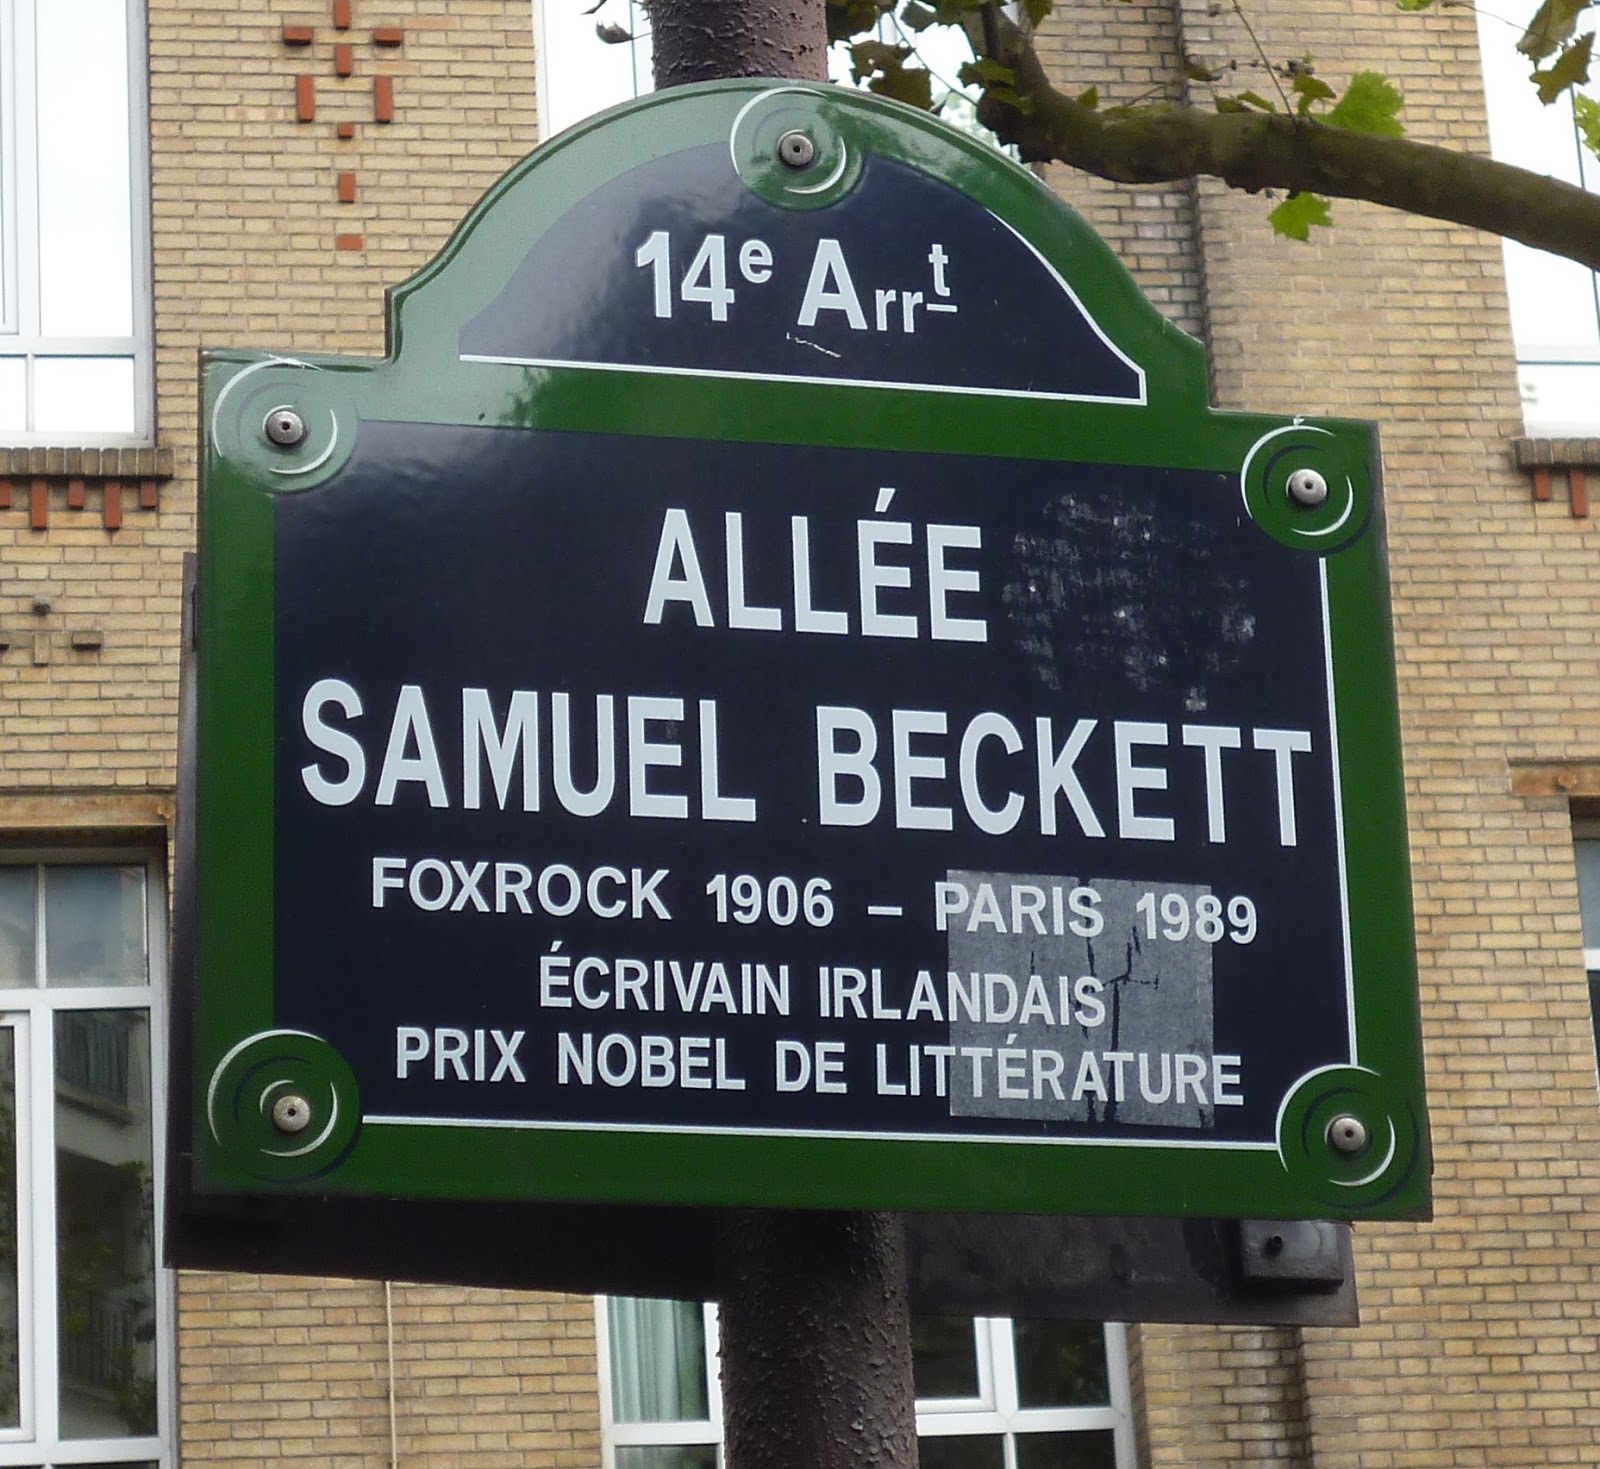 14e Arrt
ALLÉE
SAMUEL BECKETT
FOXROCK 1906 – PARIS 1989
ÉCRIVAIN IRLANDAIS
PRIX NOBEL DE LITTÉRATURE